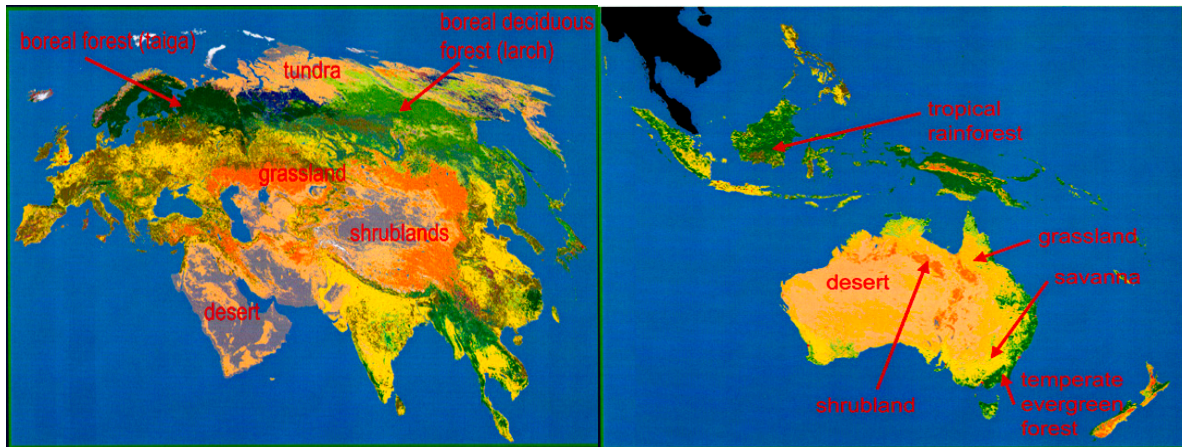 boreal forest (taiga)
boreal deciduous
forest (larch)
tundra
grassland
shrublands
desert
tropical
rainforest
grassland
savanna
desert
shrubland
temperate
evergreen
forest